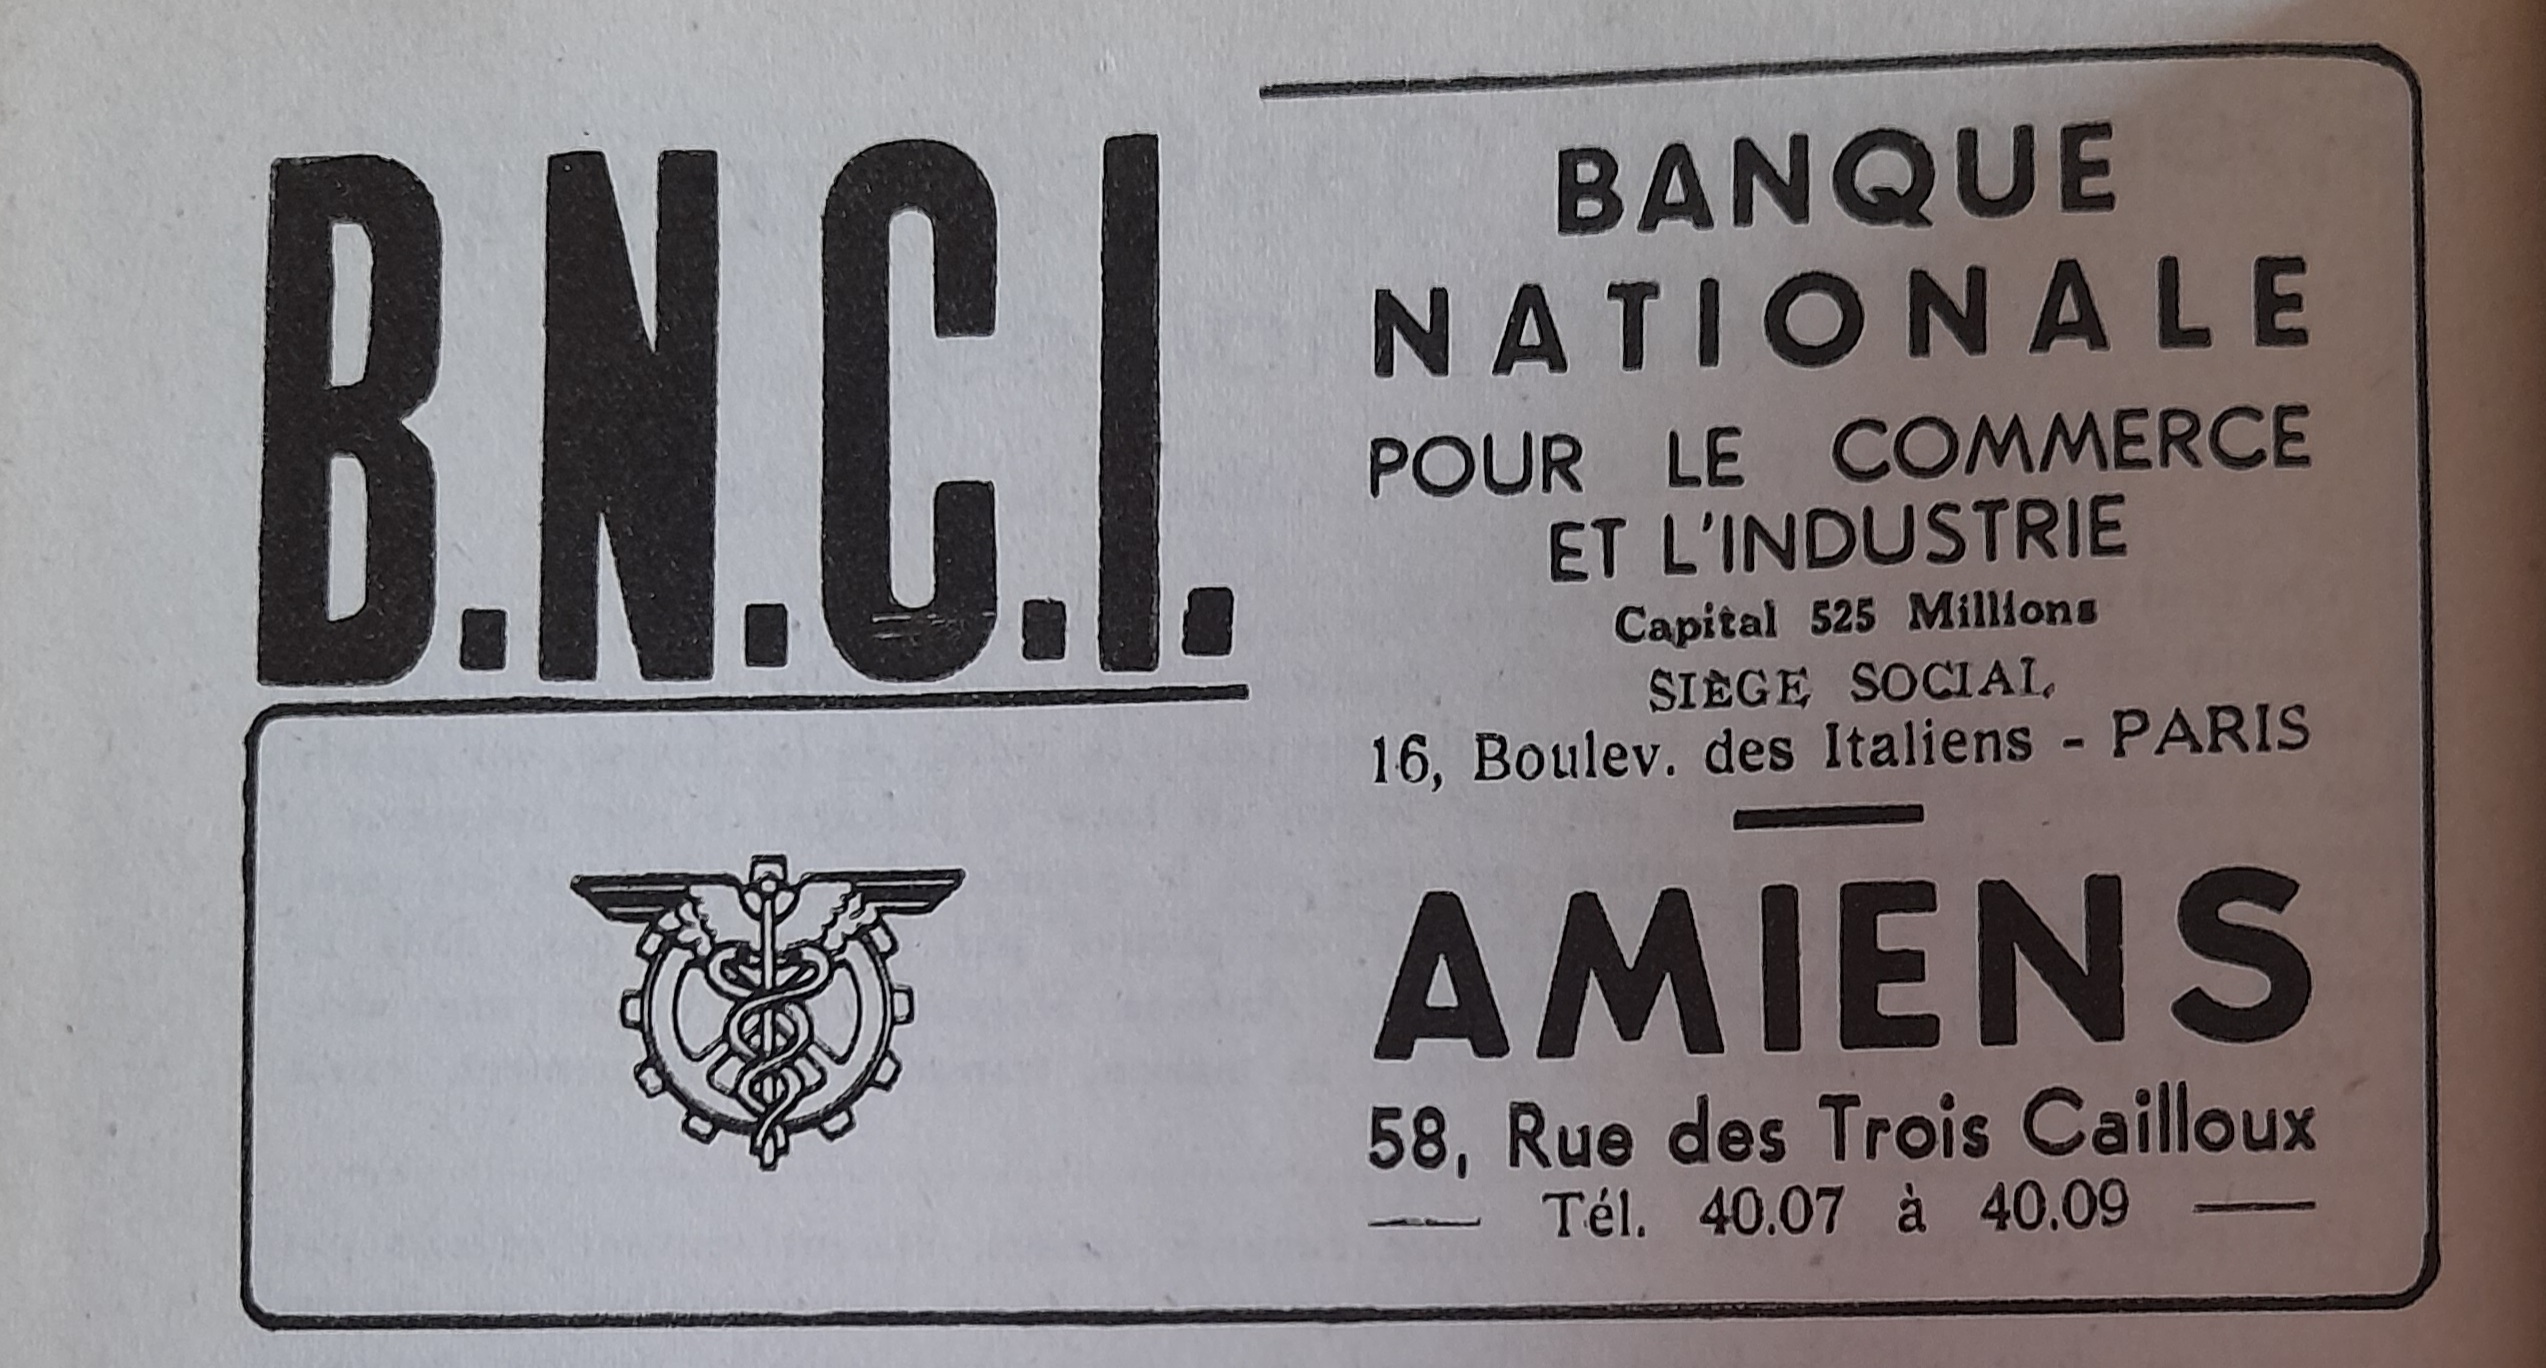 B.N.C.I.
BANQUE
NATIONALE
POUR LE COMMERCE
ET L'INDUSTRIE
Capital 525 Millions
SIÈGE SOCIAL
16, Boulev. des Italiens - PARIS
AMIENS
58, Rue des Trois Cailloux
— Tél. 40.07 à 40.09 —